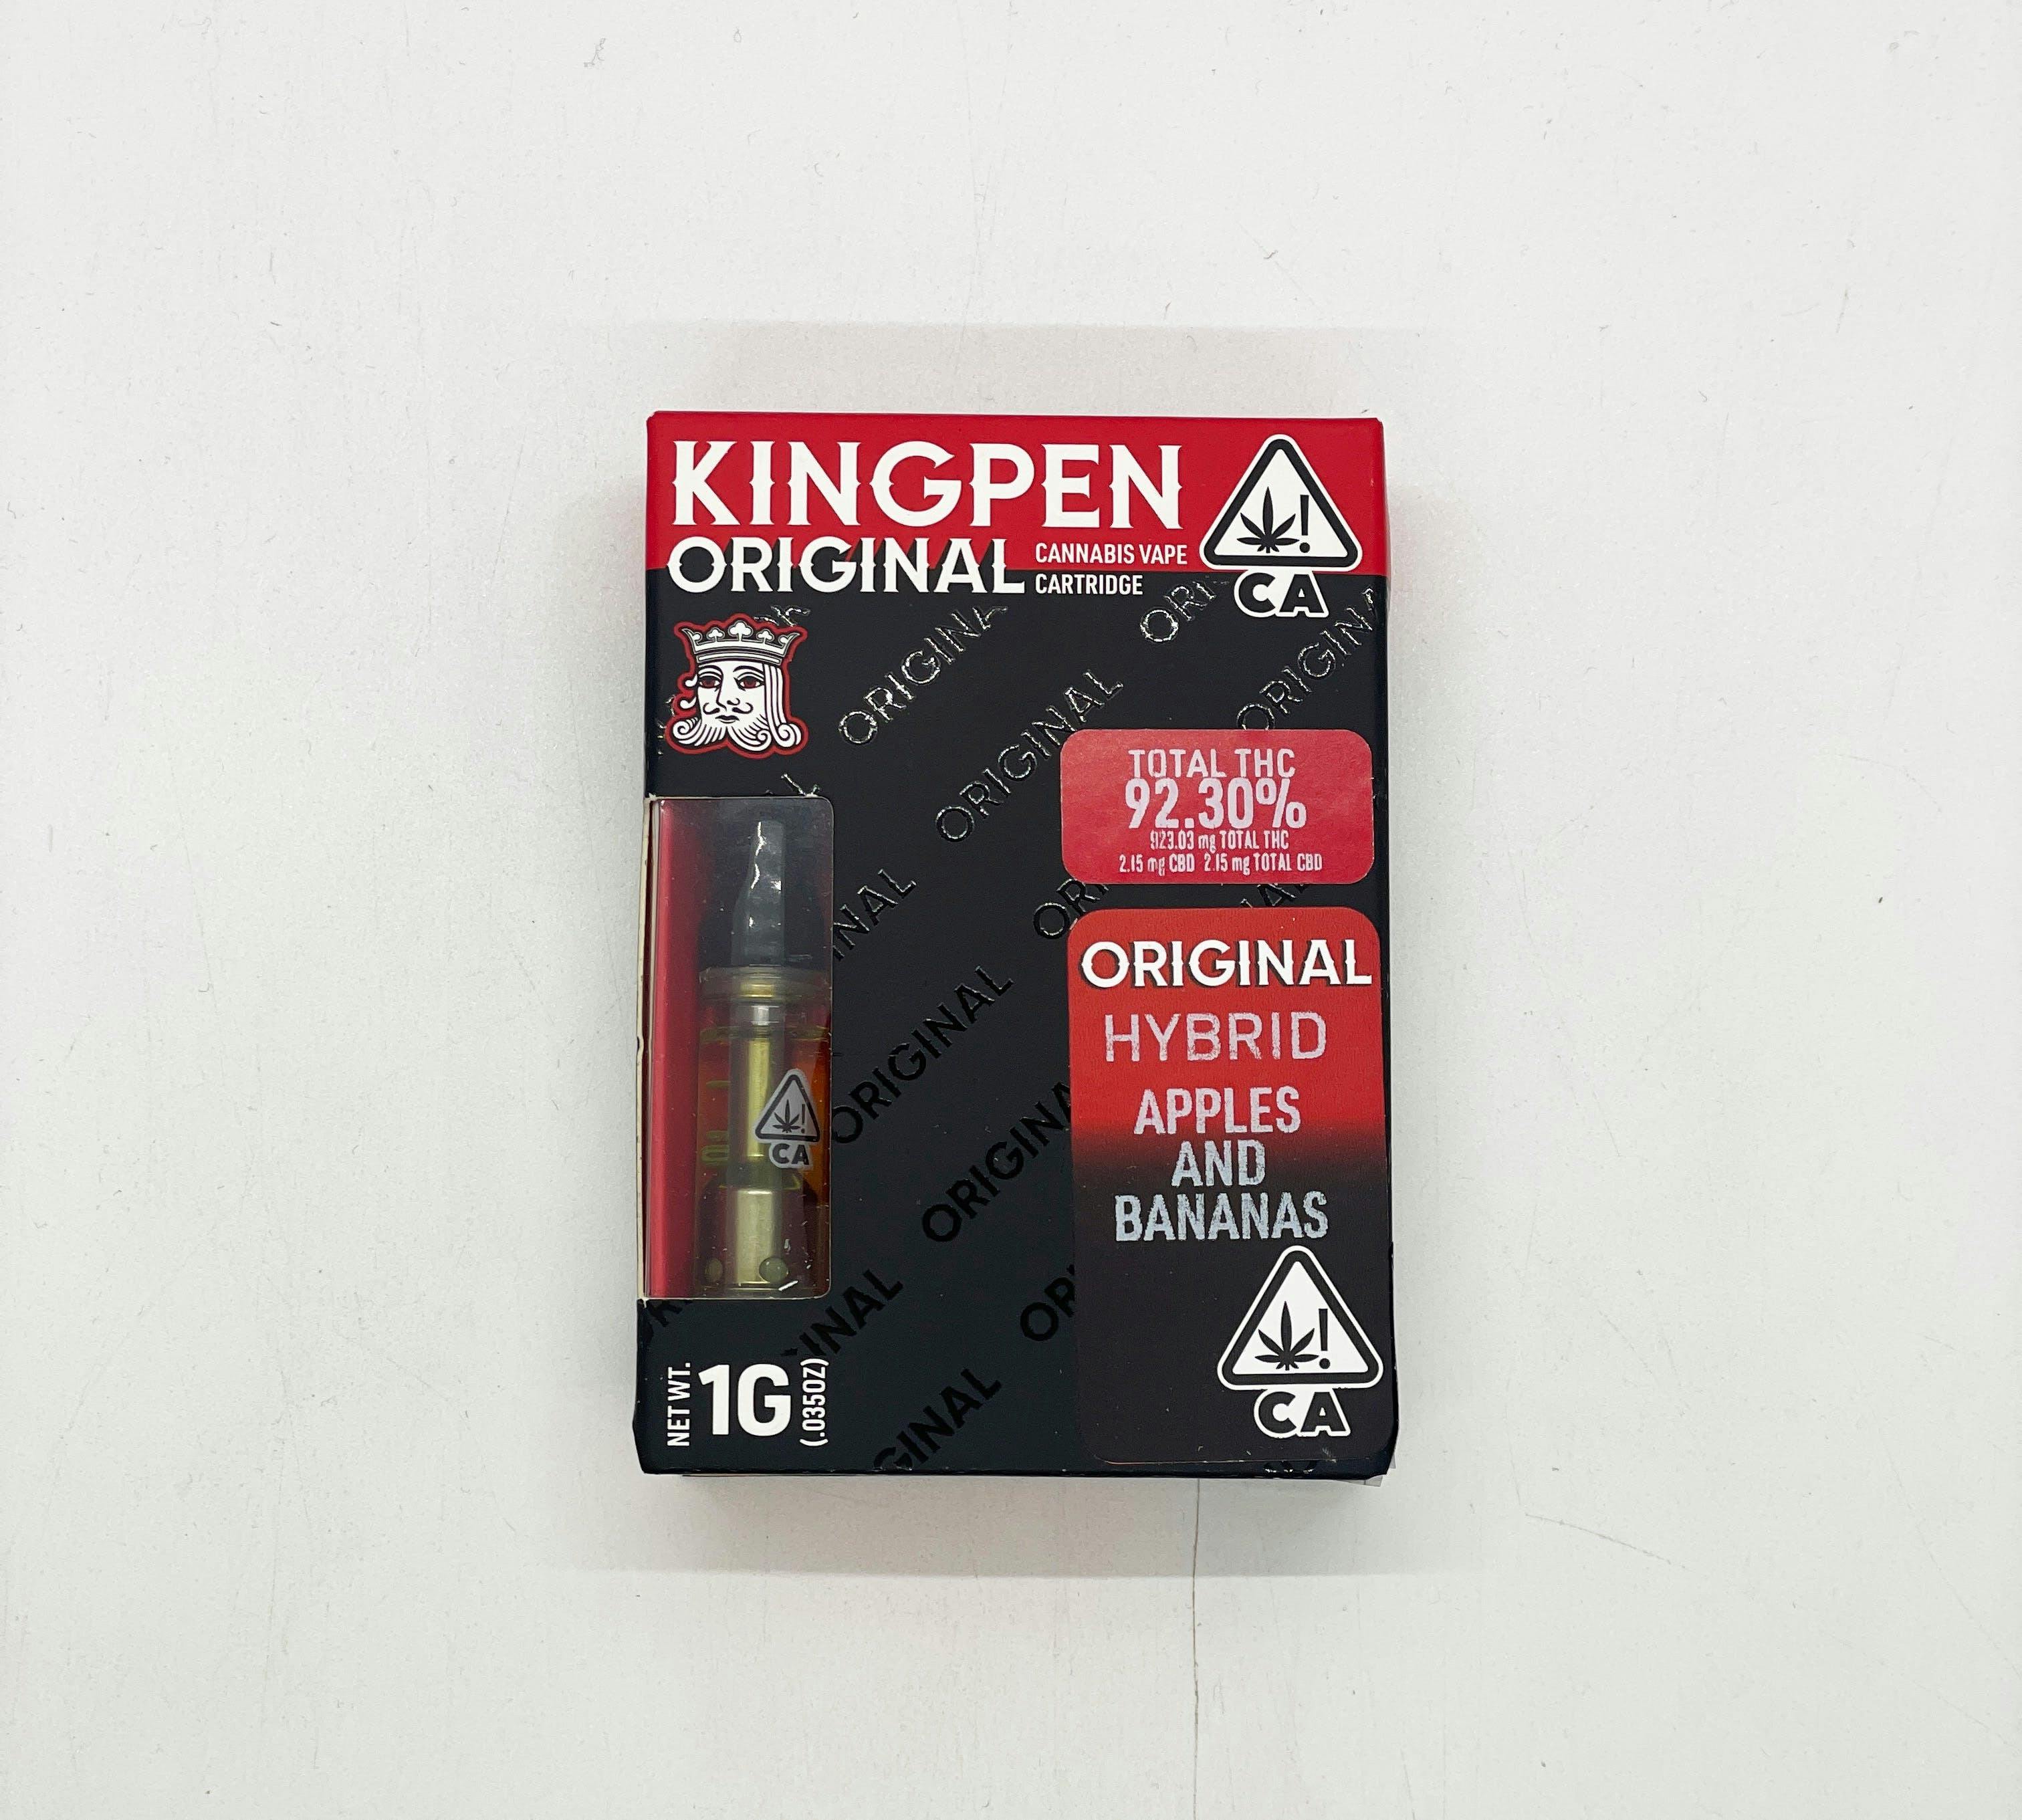 KINGPEN
ORIGINAL CANNABIS VAPE
CARTRIDGE
CA
ORIGINAL
ORIGINAL
ORIGINAL
ORIGINAL
TOTAL THC
92.30%
923.03 mg TOTAL THC
2.15 mg CBD 2.15 mg TOTAL CBD
ORIGINAL
HYBRID
APPLES
AND
BANANAS
CA
CA
NET WT. 1G (.035OZ)